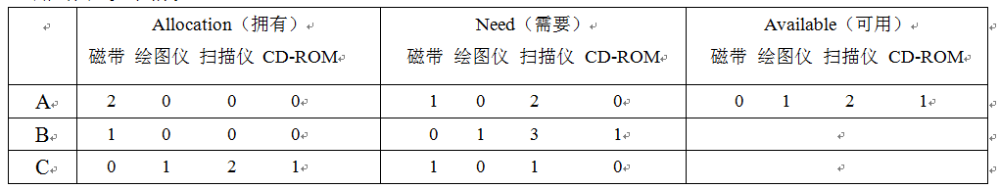 Allocation（拥有） Need（需要） Available（可用）
磁带 绘图仪 扫描仪 CD-ROM 磁带 绘图仪 扫描仪 CD-ROM 磁带 绘图仪 扫描仪 CD-ROM
A 2 0 0 0 1 0 2 0 0 1 2 1
B 1 0 0 0 0 1 3 1
C 0 1 2 1 1 0 1 0